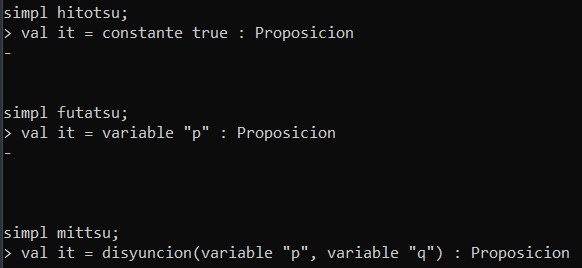 simpl hitotsu;
> val it = constante true : Proposicion
-
simpl futatsu;
> val it = variable "p" : Proposicion
-
simpl mittsu;
> val it = disyuncion(variable "p", variable "q") : Proposicion